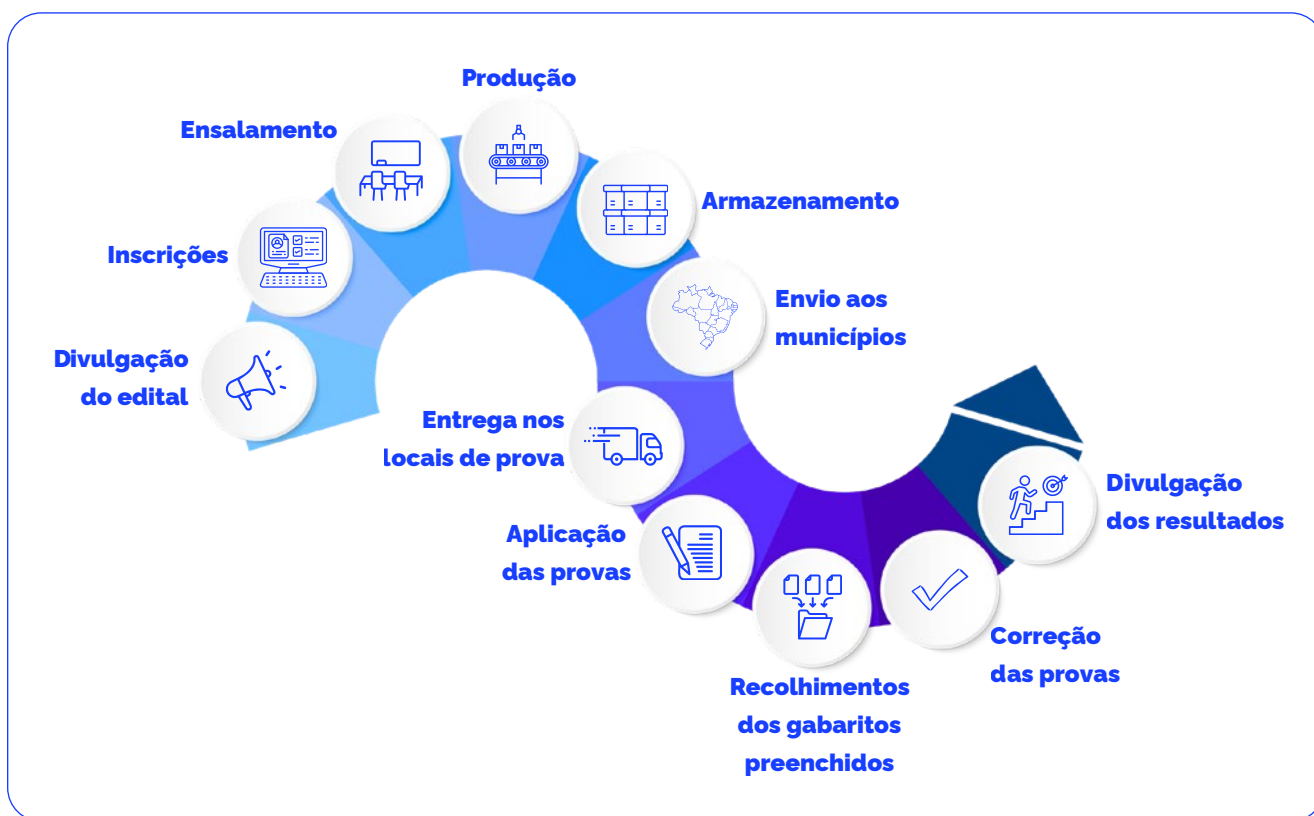 Divulgação
do edital
Inscrições
Ensalamento
Produção
Armazenamento
Envio aos
municípios
Entrega nos
locais de prova
Aplicação
das provas
Recolhimentos
dos gabaritos
preenchidos
Correção
das provas
Divulgação
dos resultados